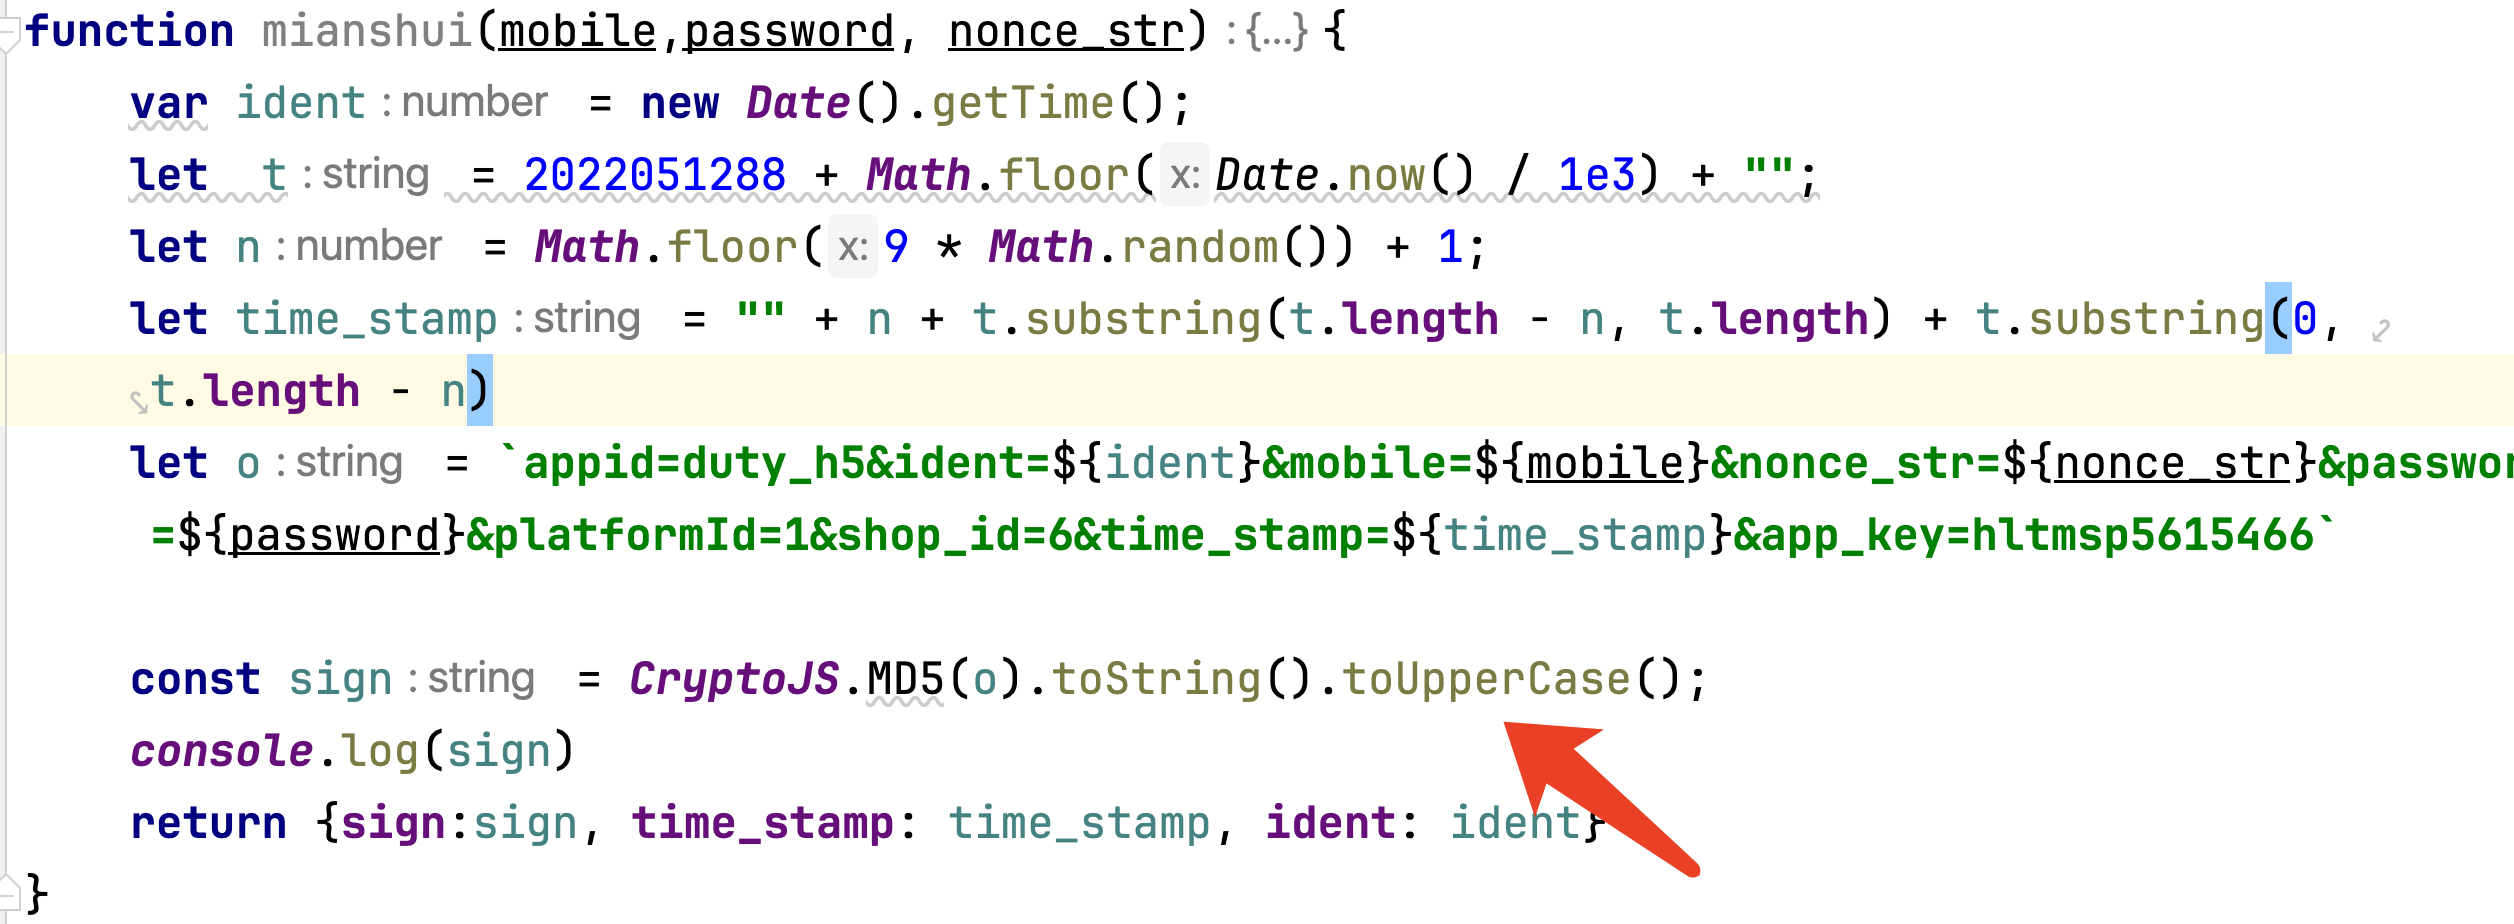 function mianshui(mobile,password, nonce_str) :{...} {
var ident : number = new Date().getTime();
let t : string = 2022051288 + Math.floor( x: Date.now() / 1e3) + "";
let n : number = Math.floor( x: 9 * Math.random()) + 1;
let time_stamp : string = "" + n + t.substring(t.length - n, t.length) + t.substring(0,
t.length - n)
let o : string = `appid=duty_h5&ident=${ident}&mobile=${mobile}&nonce_str=${nonce_str}&passwor
=${password}&platformId=1&shop_id=6&time_stamp=${time_stamp}&app_key=hltmsp5615466`
const sign : string = CryptoJS.MD5(o).toString().toUpperCase();
console.log(sign)
return {sign:sign, time_stamp: time_stamp, ident: ident}
}